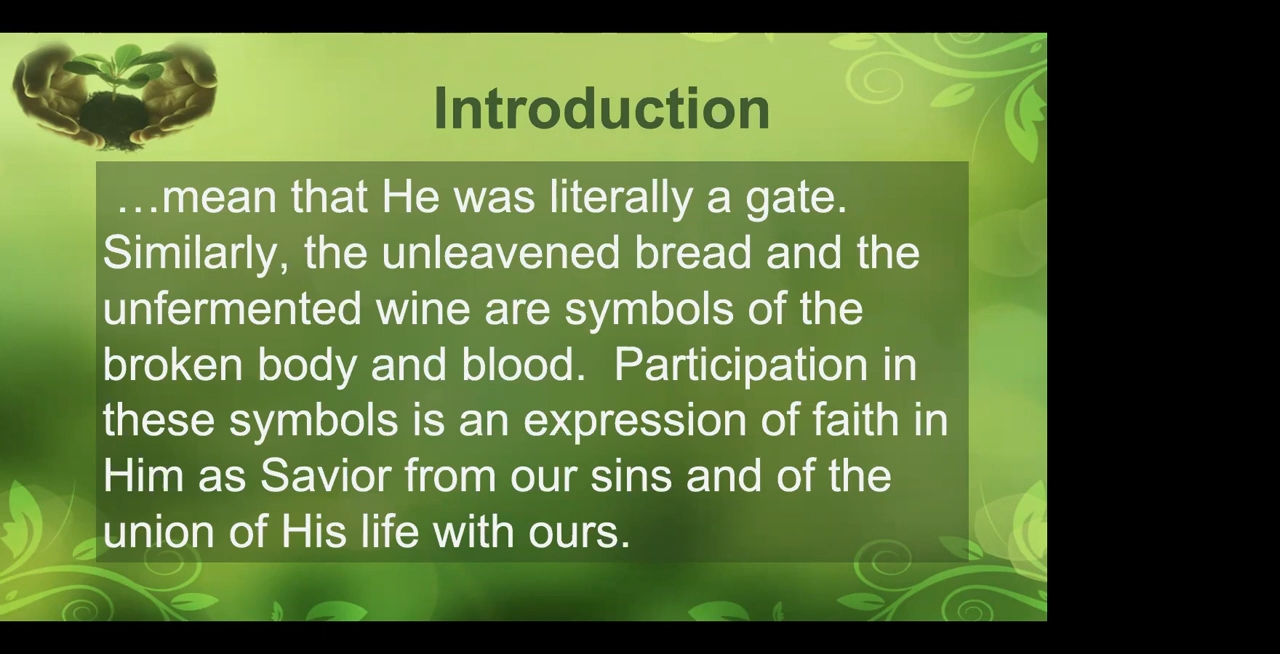 Introduction
…mean that He was literally a gate.
Similarly, the unleavened bread and the
unfermented wine are symbols of the
broken body and blood.  Participation in
these symbols is an expression of faith in
Him as Savior from our sins and of the
union of His life with ours.